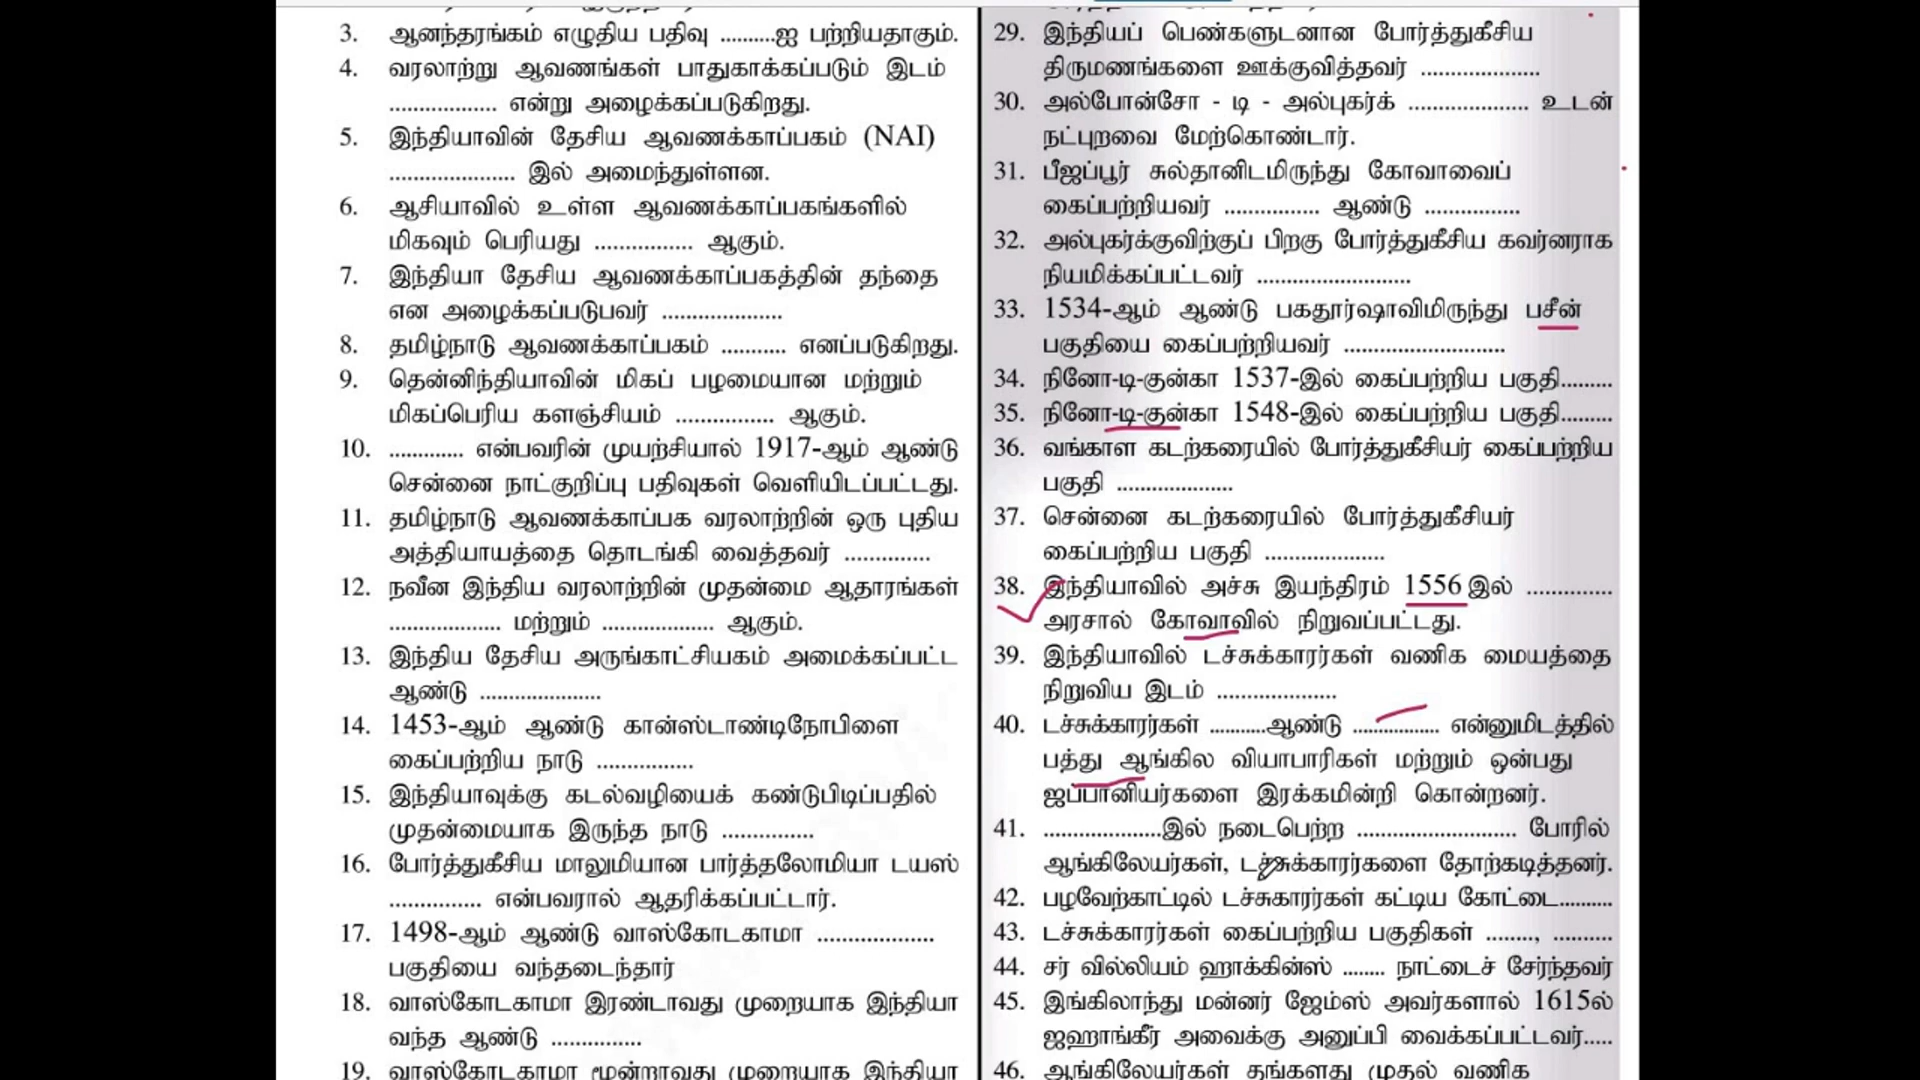 3. ஆனந்தரங்கம் எழுதிய பதிவு ..........ஐ பற்றியதாகும்.
4. வரலாற்று ஆவணங்கள் பாதுகாக்கப்படும் இடம்
.................. என்று அழைக்கப்படுகிறது.
5. இந்தியாவின் தேசிய ஆவணக்காப்பகம் (NAI)
..................... இல் அமைந்துள்ளன.
6. ஆசியாவில் உள்ள ஆவணக்காப்பகங்களில்
மிகவும் பெரியது ................ ஆகும்.
7. இந்தியா தேசிய ஆவணக்காப்பகத்தின் தந்தை
என அழைக்கப்படுபவர் ....................
8. தமிழ்நாடு ஆவணக்காப்பகம் ........... எனப்படுகிறது.
9. தென்னிந்தியாவின் மிகப் பழமையான மற்றும்
மிகப்பெரிய களஞ்சியம் ................ ஆகும்.
10. ............ என்பவரின் முயற்சியால் 1917-ஆம் ஆண்டு
சென்னை நாட்குறிப்பு பதிவுகள் வெளியிடப்பட்டது.
11. தமிழ்நாடு ஆவணக்காப்பக வரலாற்றின் ஒரு புதிய
அத்தியாயத்தை தொடங்கி வைத்தவர் ..............
12. நவீன இந்திய வரலாற்றின் முதன்மை ஆதாரங்கள்
................... மற்றும் ................... ஆகும்.
13. இந்திய தேசிய அருங்காட்சியகம் அமைக்கப்பட்ட
ஆண்டு ....................
14. 1453-ஆம் ஆண்டு கான்ஸ்டாண்டிநோபிளை
கைப்பற்றிய நாடு ................
15. இந்தியாவுக்கு கடல்வழியைக் கண்டுபிடிப்பதில்
முதன்மையாக இருந்த நாடு ...............
16. போர்த்துகீசிய மாலுமியான பார்த்தலோமியா டயஸ்
............... என்பவரால் ஆதரிக்கப்பட்டார்.
17. 1498-ஆம் ஆண்டு வாஸ்கோடகாமா ...................
பகுதியை வந்தடைந்தார்
18. வாஸ்கோடகாமா இரண்டாவது முறையாக இந்தியா
வந்த ஆண்டு ...............
19. வாஸ்கோடகாமா மூன்றாவது முறையாக இந்தியா
29. இந்தியப் பெண்களுடனான போர்த்துகீசிய
திருமணங்களை ஊக்குவித்தவர் ....................
30. அல்போன்சோ - டி - அல்புகர்க் .................... உடன்
நட்புறவை மேற்கொண்டார்.
31. பீஜப்பூர் சுல்தானிடமிருந்து கோவாவைப்
கைப்பற்றியவர் ................ ஆண்டு ................
32. அல்புகர்க்குவிற்குப் பிறகு போர்த்துகீசிய கவர்னராக
நியமிக்கப்பட்டவர் .........................
33. 1534-ஆம் ஆண்டு பகதூர்ஷாவிமிருந்து பசீன்
பகுதியை கைப்பற்றியவர் ...........................
34. நினோ-டி-குன்கா 1537-இல் கைப்பற்றிய பகுதி.........
35. நினோ-டி-குன்கா 1548-இல் கைப்பற்றிய பகுதி.........
36. வங்காள கடற்கரையில் போர்த்துகீசியர் கைப்பற்றிய
பகுதி ...................
37. சென்னை கடற்கரையில் போர்த்துகீசியர்
கைப்பற்றிய பகுதி ....................
38. இந்தியாவில் அச்சு இயந்திரம் 1556 இல் ..............
அரசால் கோவாவில் நிறுவப்பட்டது.
39. இந்தியாவில் டச்சுக்காரர்கள் வணிக மையத்தை
நிறுவிய இடம் ....................
40. டச்சுக்காரர்கள் ..........ஆண்டு ............... என்னுமிடத்தில்
பத்து ஆங்கில வியாபாரிகள் மற்றும் ஒன்பது
ஜப்பானியர்களை இரக்கமின்றி கொன்றனர்.
41. ....................இல் நடைபெற்ற ........................... போரில்
ஆங்கிலேயர்கள், டச்சுக்காரர்களை தோற்கடித்தனர்.
42. பழவேற்காட்டில் டச்சுகாரர்கள் கட்டிய கோட்டை.........
43. டச்சுக்காரர்கள் கைப்பற்றிய பகுதிகள் ........, ..........
44. சர் வில்லியம் ஹாக்கின்ஸ் ....... நாட்டைச் சேர்ந்தவர்
45. இங்கிலாந்து மன்னர் ஜேம்ஸ் அவர்களால் 1615ல்
ஜஹாங்கீர் அவைக்கு அனுப்பி வைக்கப்பட்டவர்.....
46. ஆங்கிலேயர்கள் தங்களது முதல் வணிக